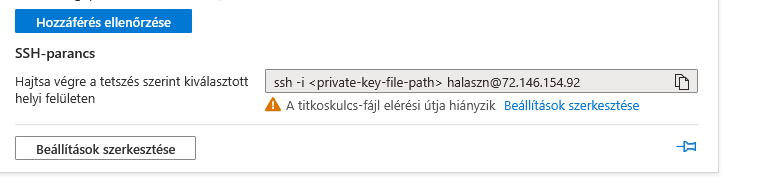 Hozzáférés ellenőrzése
SSH-parancs
Hajtsa végre a tetszés szerint kiválasztott
helyi felületen
ssh -i <private-key-file-path> halaszn@72.146.154.92
A titkoskulcs-fájl elérési útja hiányzik Beállítások szerkesztése
Beállítások szerkesztése